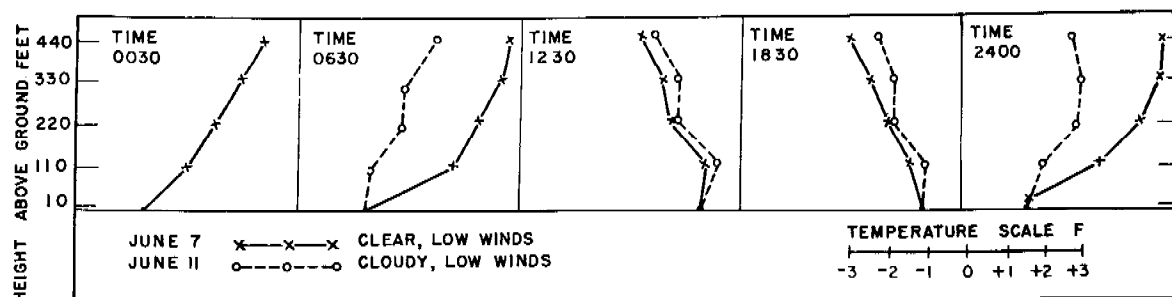 HEIGHT ABOVE GROUND FEET
440
330
220
110
10
TIME
0030
TIME
0630
TIME
1230
TIME
1830
TIME
2400
JUNE 7 CLEAR, LOW WINDS
JUNE 11 CLOUDY, LOW WINDS
TEMPERATURE SCALE F
-3 -2 -1 0 +1 +2 +3